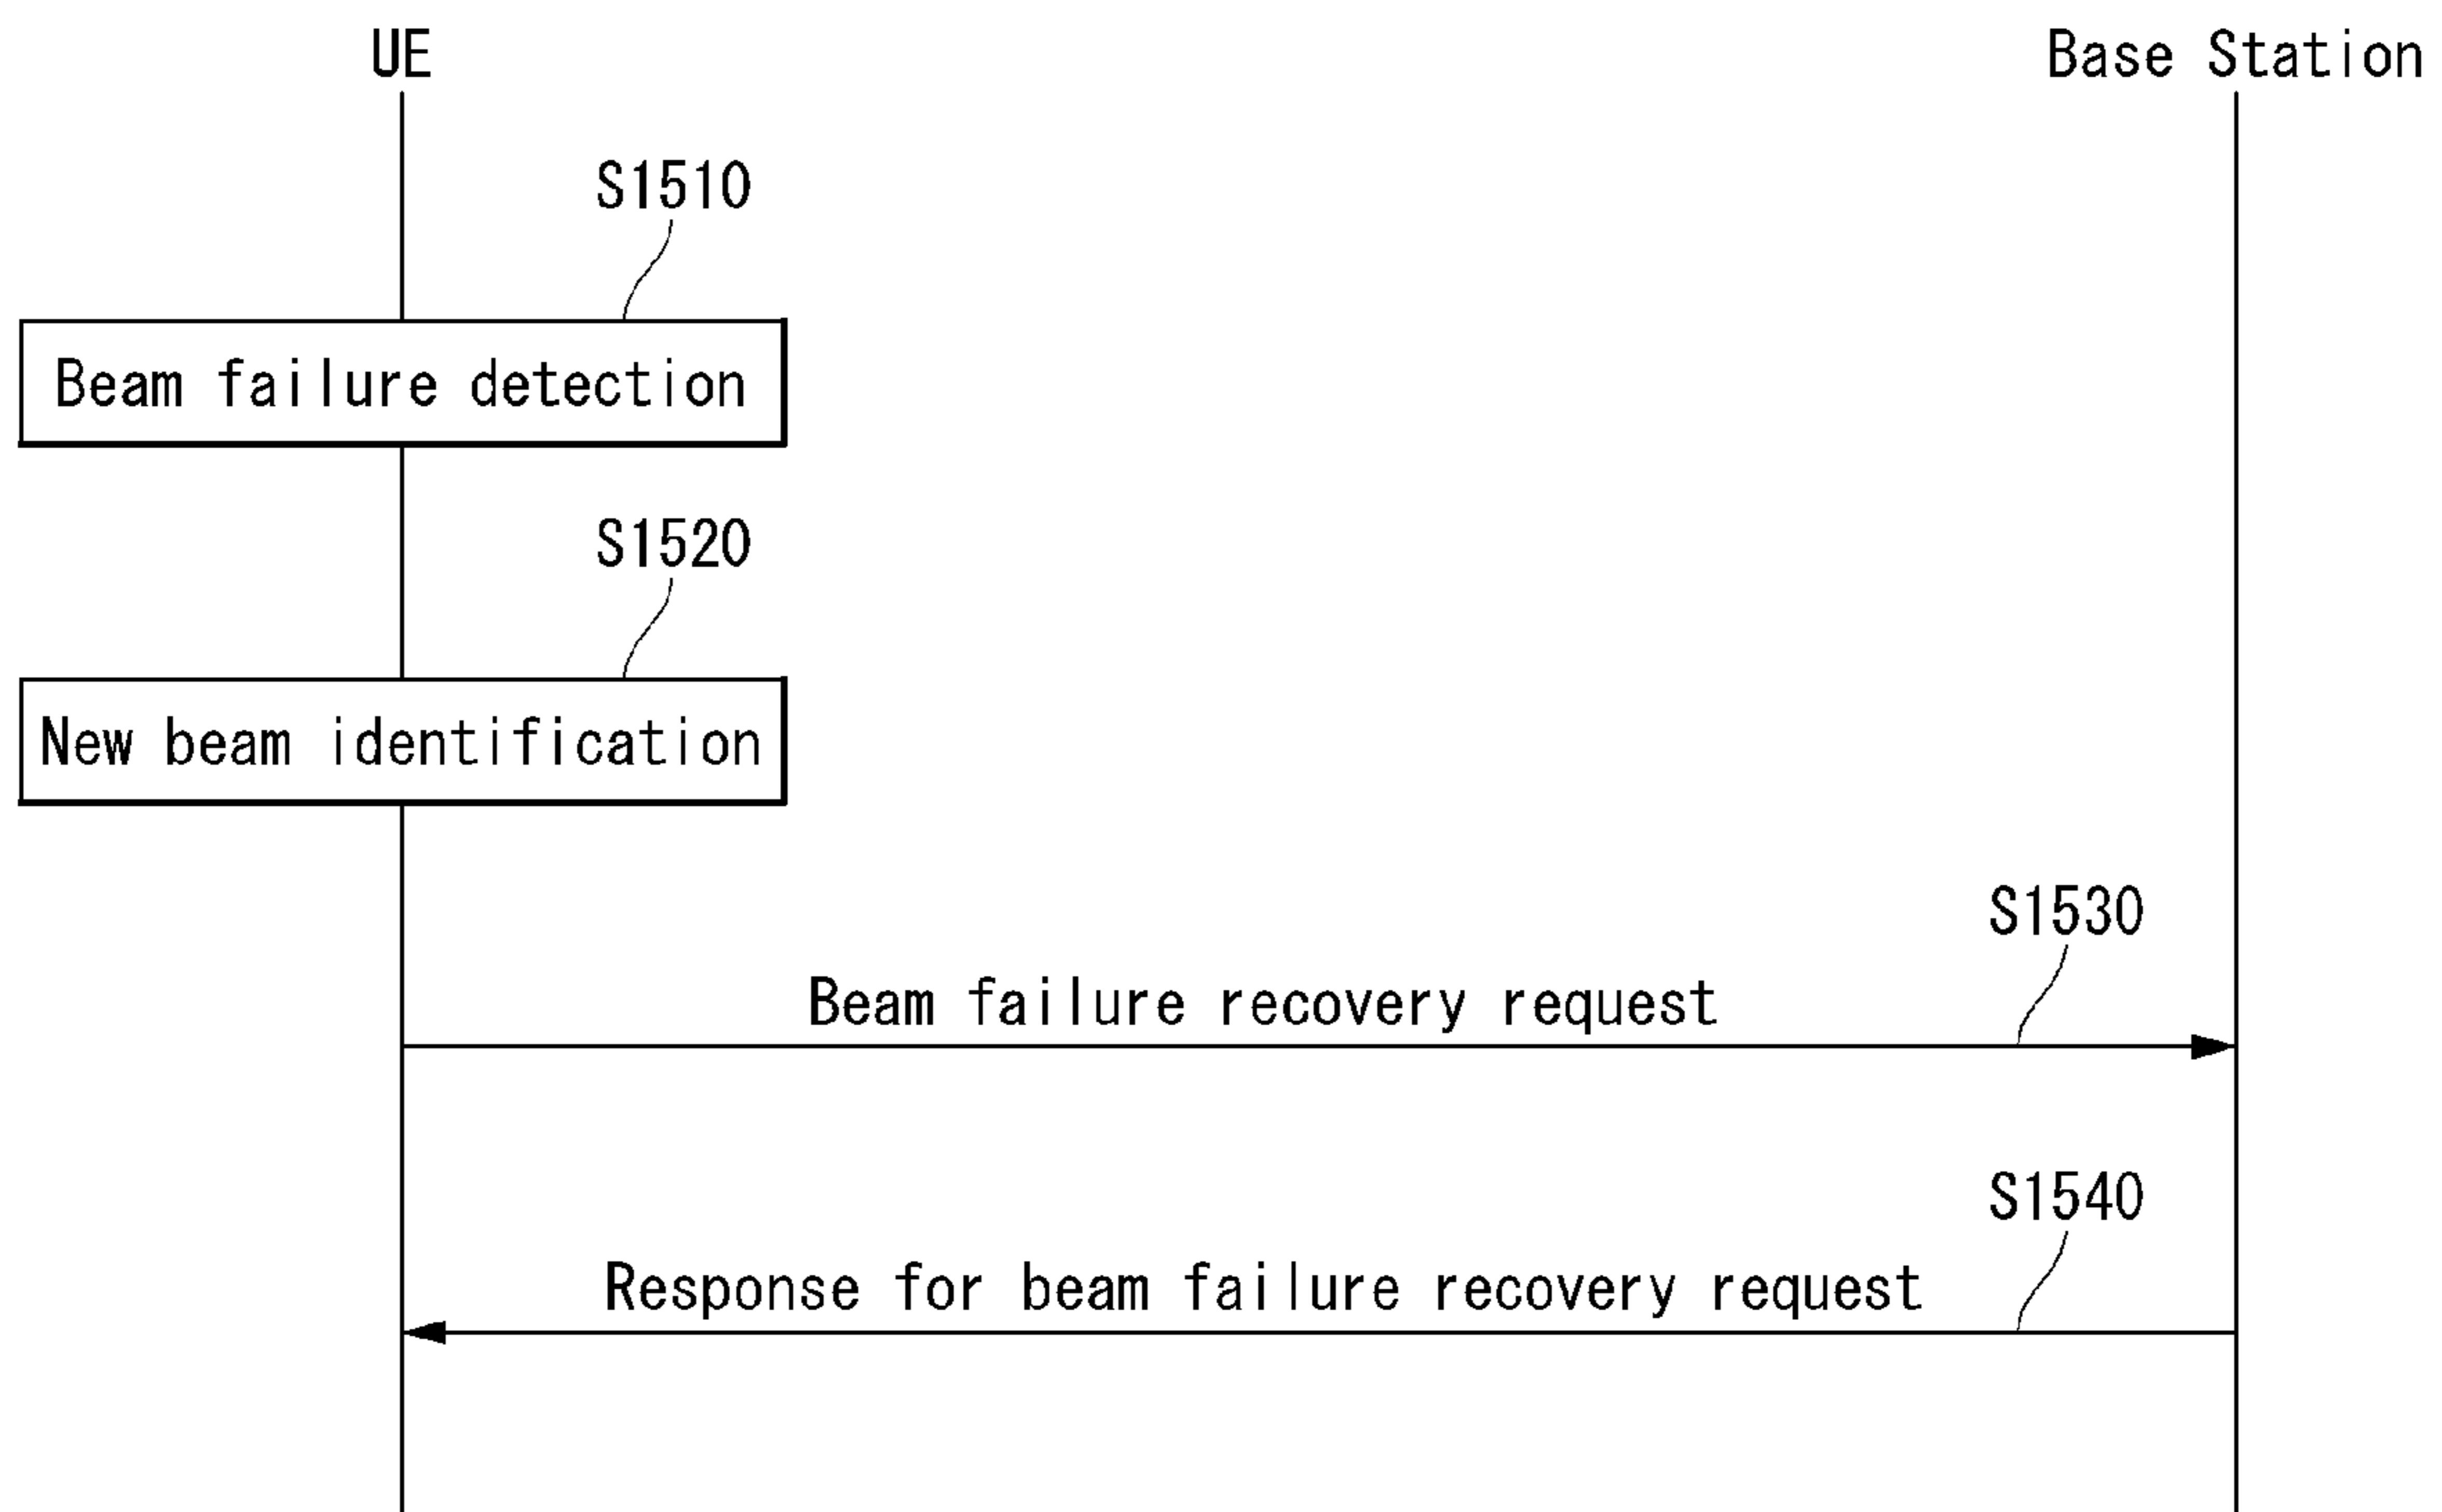 UE
Base Station
S1510
Beam failure detection
S1520
New beam identification
S1530
Beam failure recovery request
S1540
Response for beam failure recovery request